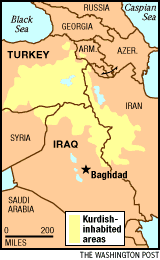 Black
Sea
RUSSIA
Caspian
Sea
GEORGIA
TURKEY
ARM.
AZER.
IRAN
SYRIA
IRAQ
Baghdad
SAUDI
ARABIA
Kurdish-
inhabited
areas
0 200
MILES
THE WASHINGTON POST